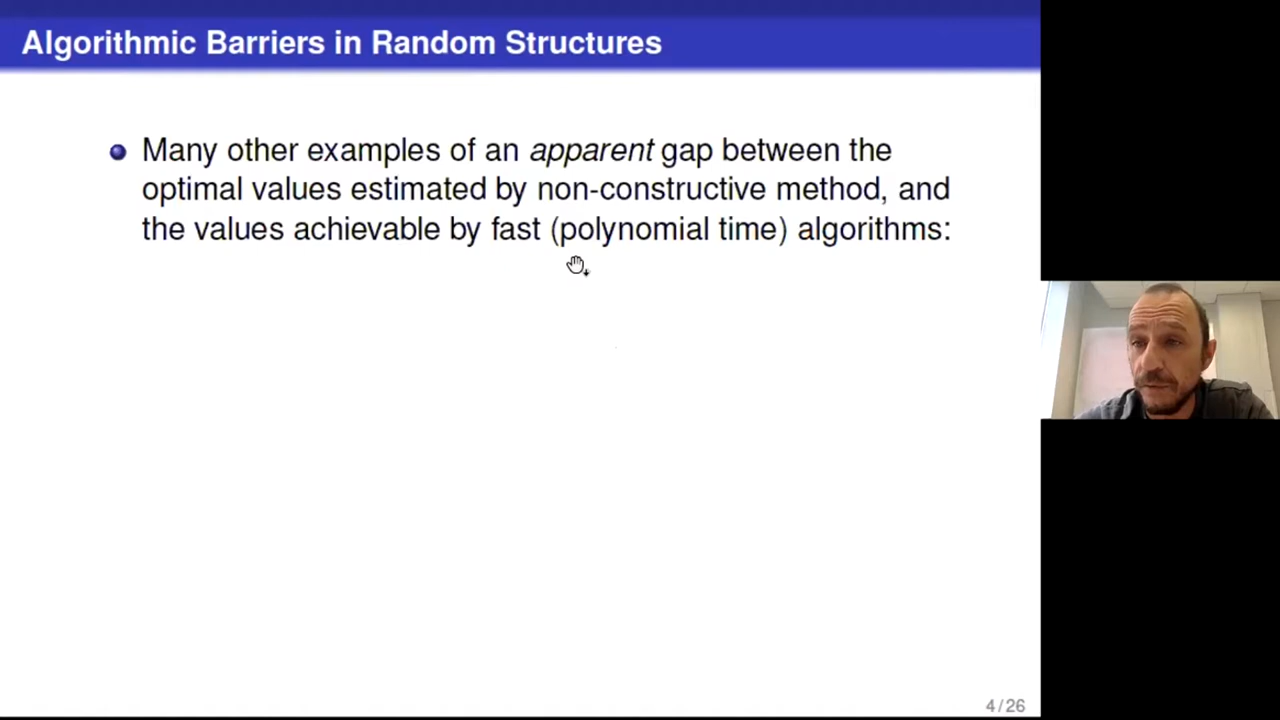 Algorithmic Barriers in Random Structures
Many other examples of an apparent gap between the
optimal values estimated by non-constructive method, and
the values achievable by fast (polynomial time) algorithms:
4 / 26